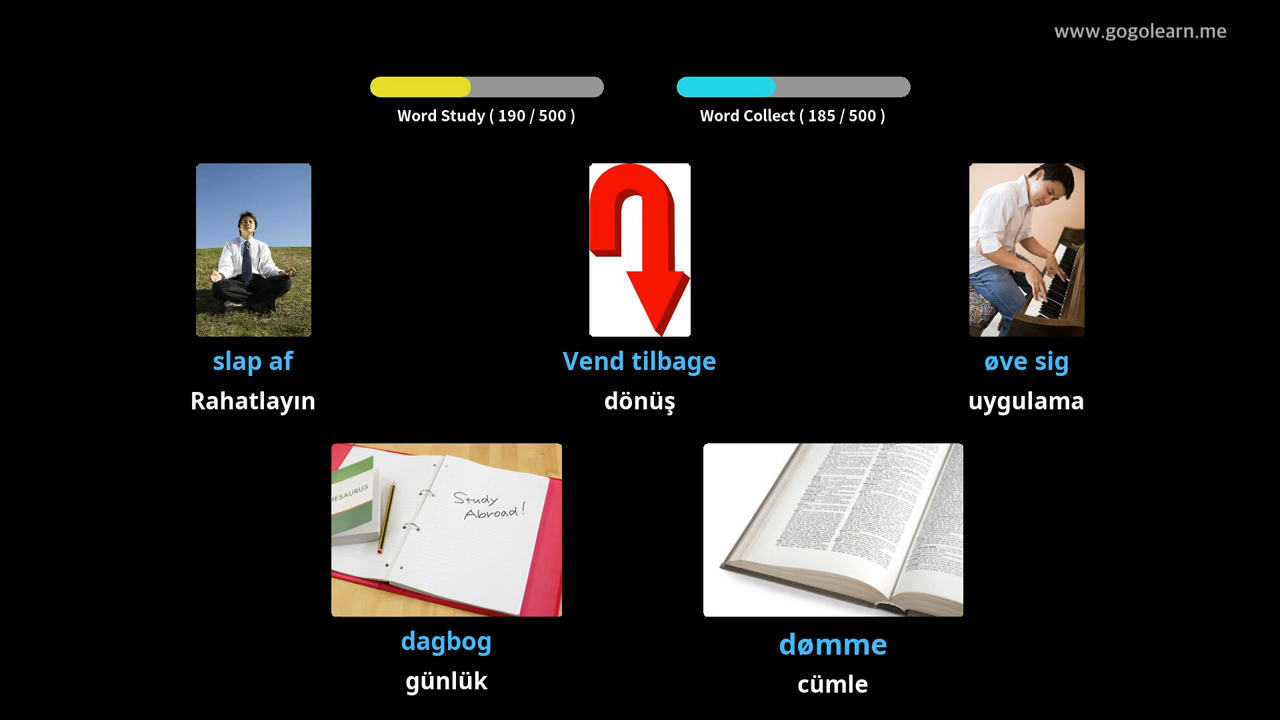 www.gogolearn.me
Word Study ( 190 / 500 )
Word Collect ( 185 / 500 )
slap af
Rahatlayın
Vend tilbage
dönüş
øve sig
uygulama
HESAURUS
Study
Abroad!
dagbog
günlük
dømme
cümle